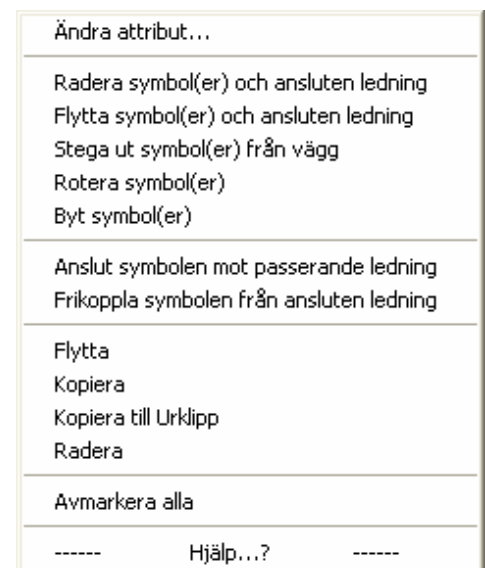 Ändra attribut...
Radera symbol(er) och ansluten ledning
Flytta symbol(er) och ansluten ledning
Stega ut symbol(er) från vägg
Rotera symbol(er)
Byt symbol(er)
Anslut symbolen mot passerande ledning
Frikoppla symbolen från ansluten ledning
Flytta
Kopiera
Kopiera till Urklipp
Radera
Avmarkera alla
------ Hjälp...? ------